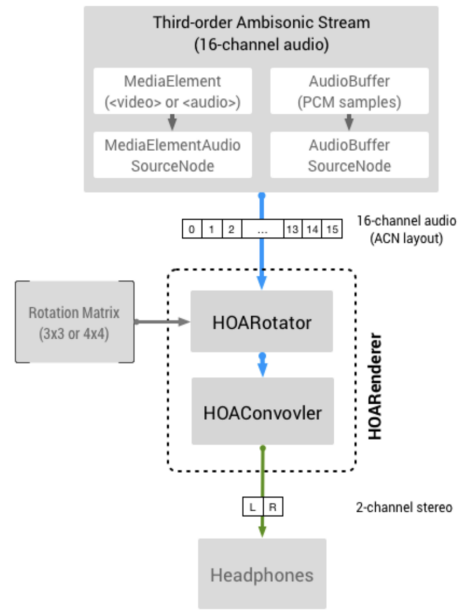 Third-order Ambisonic Stream
(16-channel audio)
MediaElement
(<video> or <audio>)
AudioBuffer
(PCM samples)
MediaElementAudio
SourceNode
AudioBuffer
SourceNode
0 1 2 ... 13 14 15
16-channel audio
(ACN layout)
Rotation Matrix
(3x3 or 4x4)
HOARotator
HOAConvovler
HOARenderer
L R
2-channel stereo
Headphones